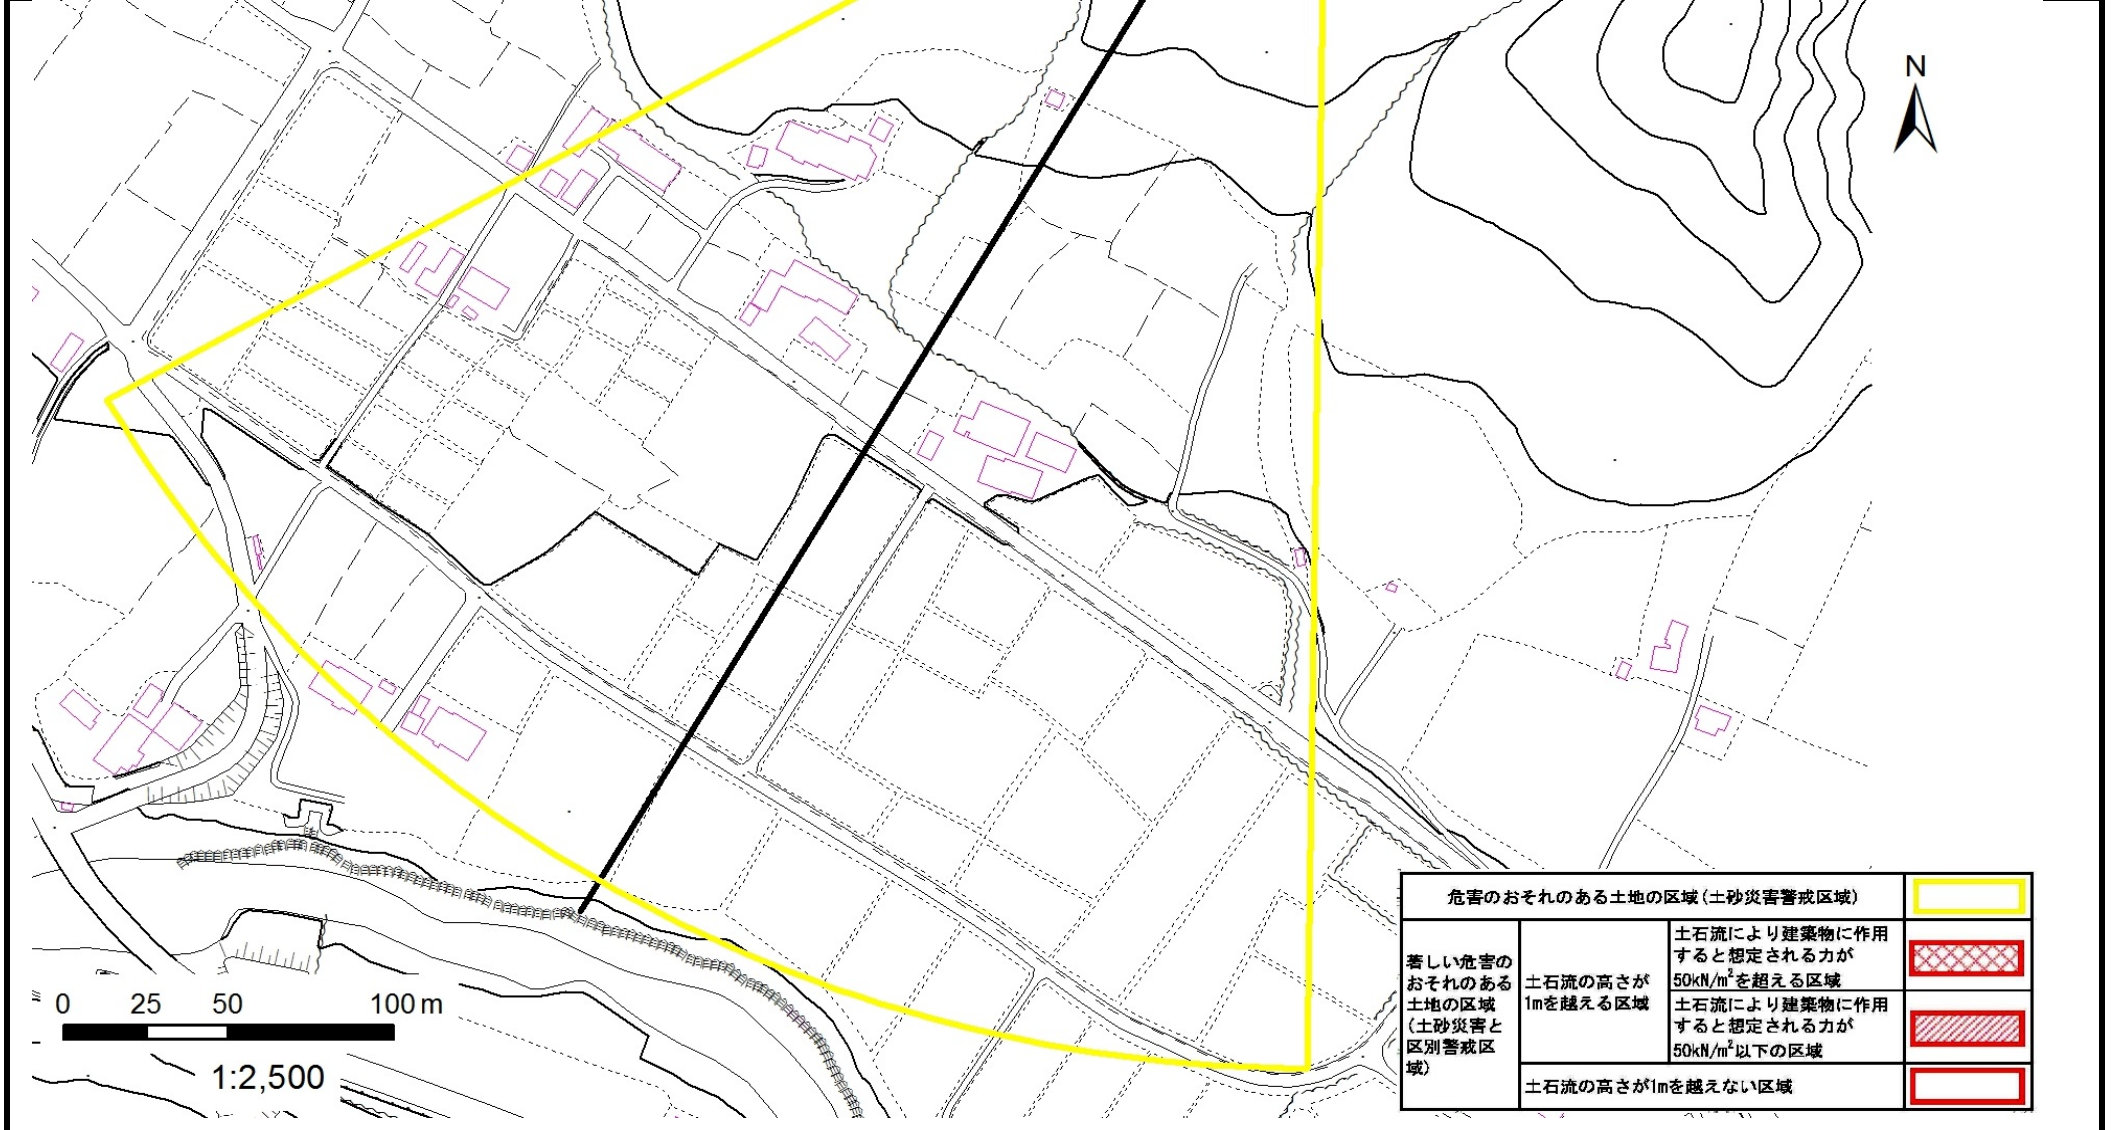 N
0 25 50 100 m
1:2,500
危害のおそれのある土地の区域(土砂災害警戒区域)
著しい危害の
おそれのある
土地の区域
(土砂災害と
区別警戒区
域)
土石流の高さが
1mを越える区域
土石流により建築物に作用
すると想定される力が
50kN/m²を超える区域
土石流により建築物に作用
すると想定される力が
50kN/m²以下の区域
土石流の高さが1mを越えない区域